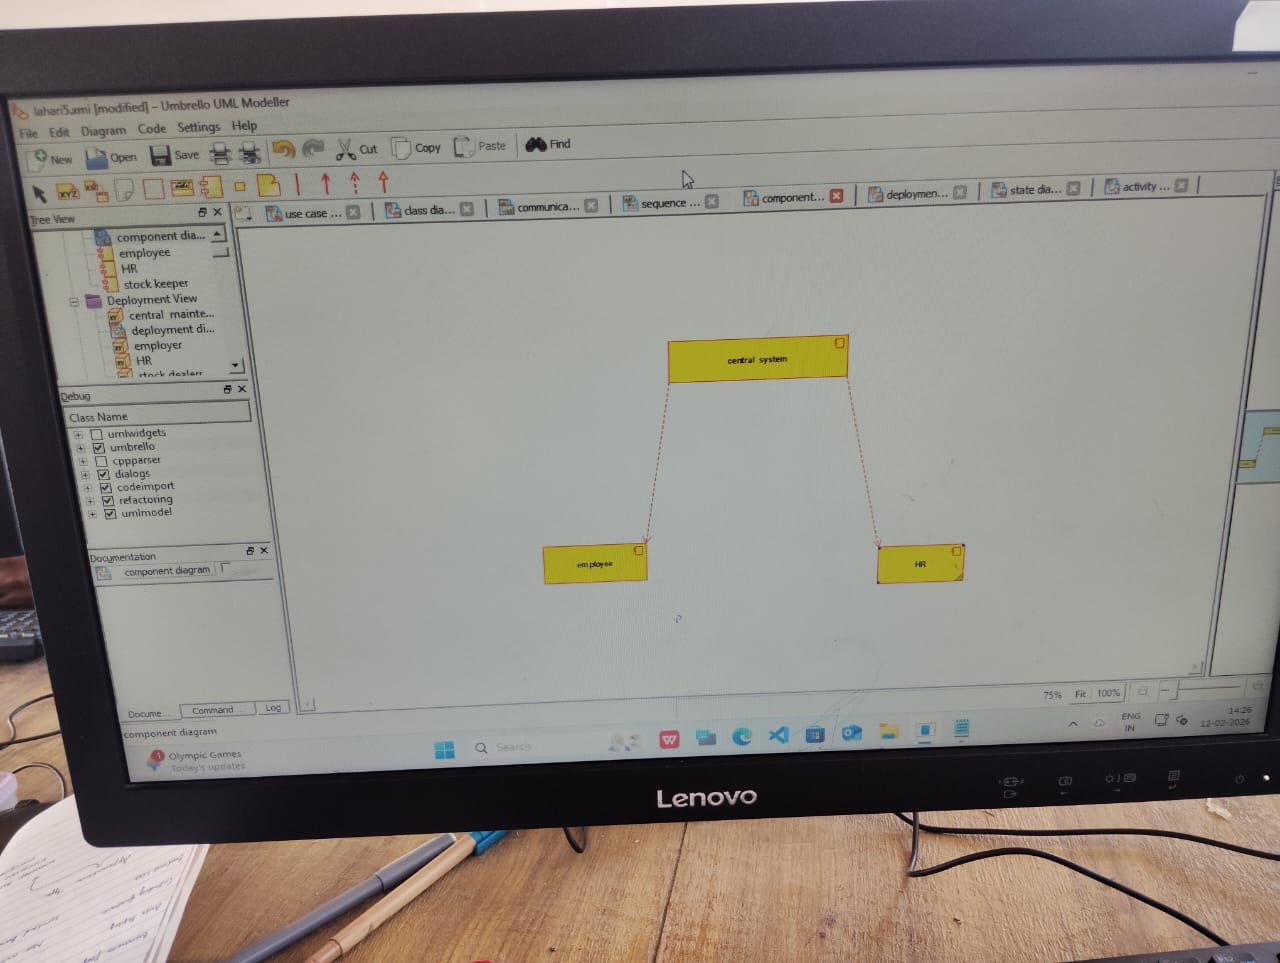 lahari5.xmi [modified] – Umbrello UML Modeller
File Edit Diagram Code Settings Help
New Open Save Cut Copy Paste Find
Tree View
use case ... class dia... communica... sequence ... component... deploymen... state dia... activity ...
component dia...
employee
HR
stock keeper
Deployment View
central mainte...
deployment di...
employer
HR
stock dealerr
Debug
Class Name
umlwidgets
umbrello
cppparser
dialogs
codeimport
refactoring
umlmodel
Documentation
component diagram
central system
employee
HR
Docume... Command ... Log
75% Fit 100%
component diagram
1
Olympic Games
Today's updates
Search
ENG
IN
14:26
12-02-2026
Lenovo